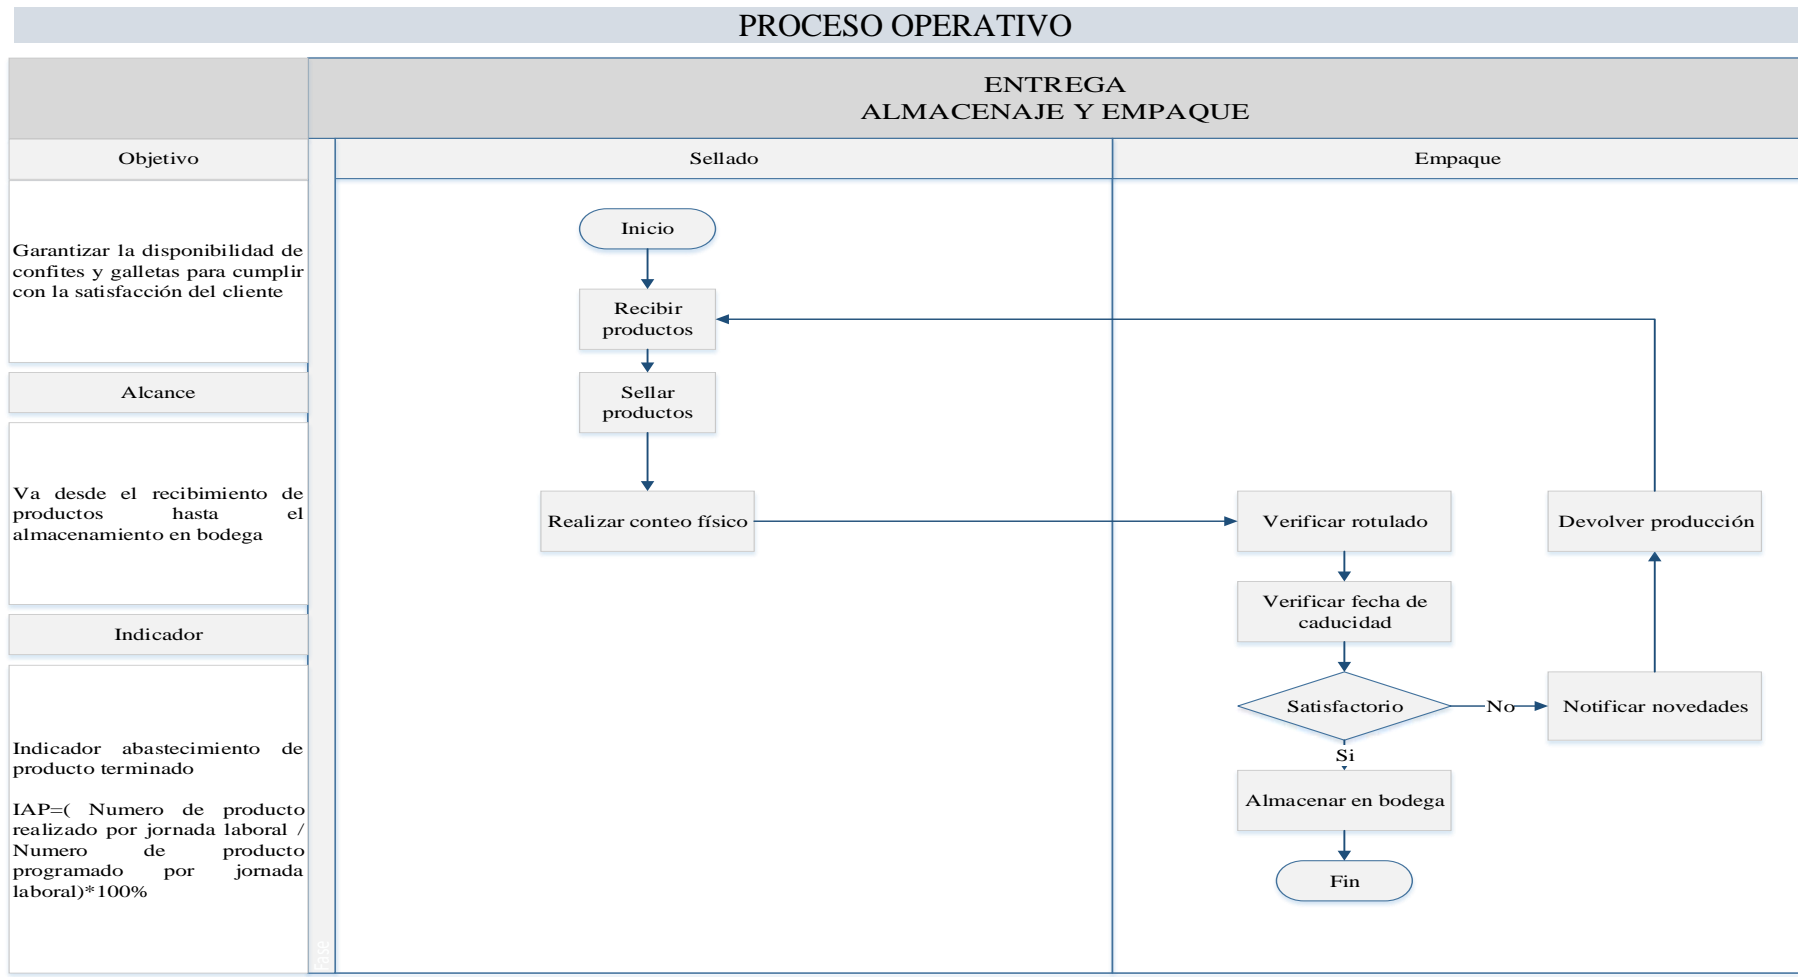 PROCESO OPERATIVO
ENTREGA
ALMACENAJE Y EMPAQUE
Objetivo
Sellado
Empaque
Garantizar la disponibilidad de
confites y galletas para cumplir
con la satisfacción del cliente
Alcance
Va desde el recibimiento de
productos hasta el
almacenamiento en bodega
Indicador
Indicador abastecimiento de
producto terminado
IAP=( Numero de producto
realizado por jornada laboral /
Numero de producto
programado por jornada
laboral)*100%
Fase
Inicio
Recibir
productos
Sellar
productos
Realizar conteo físico
Verificar rotulado
Verificar fecha de
caducidad
Satisfactorio
No
Notificar novedades
Devolver producción
Si
Almacenar en bodega
Fin